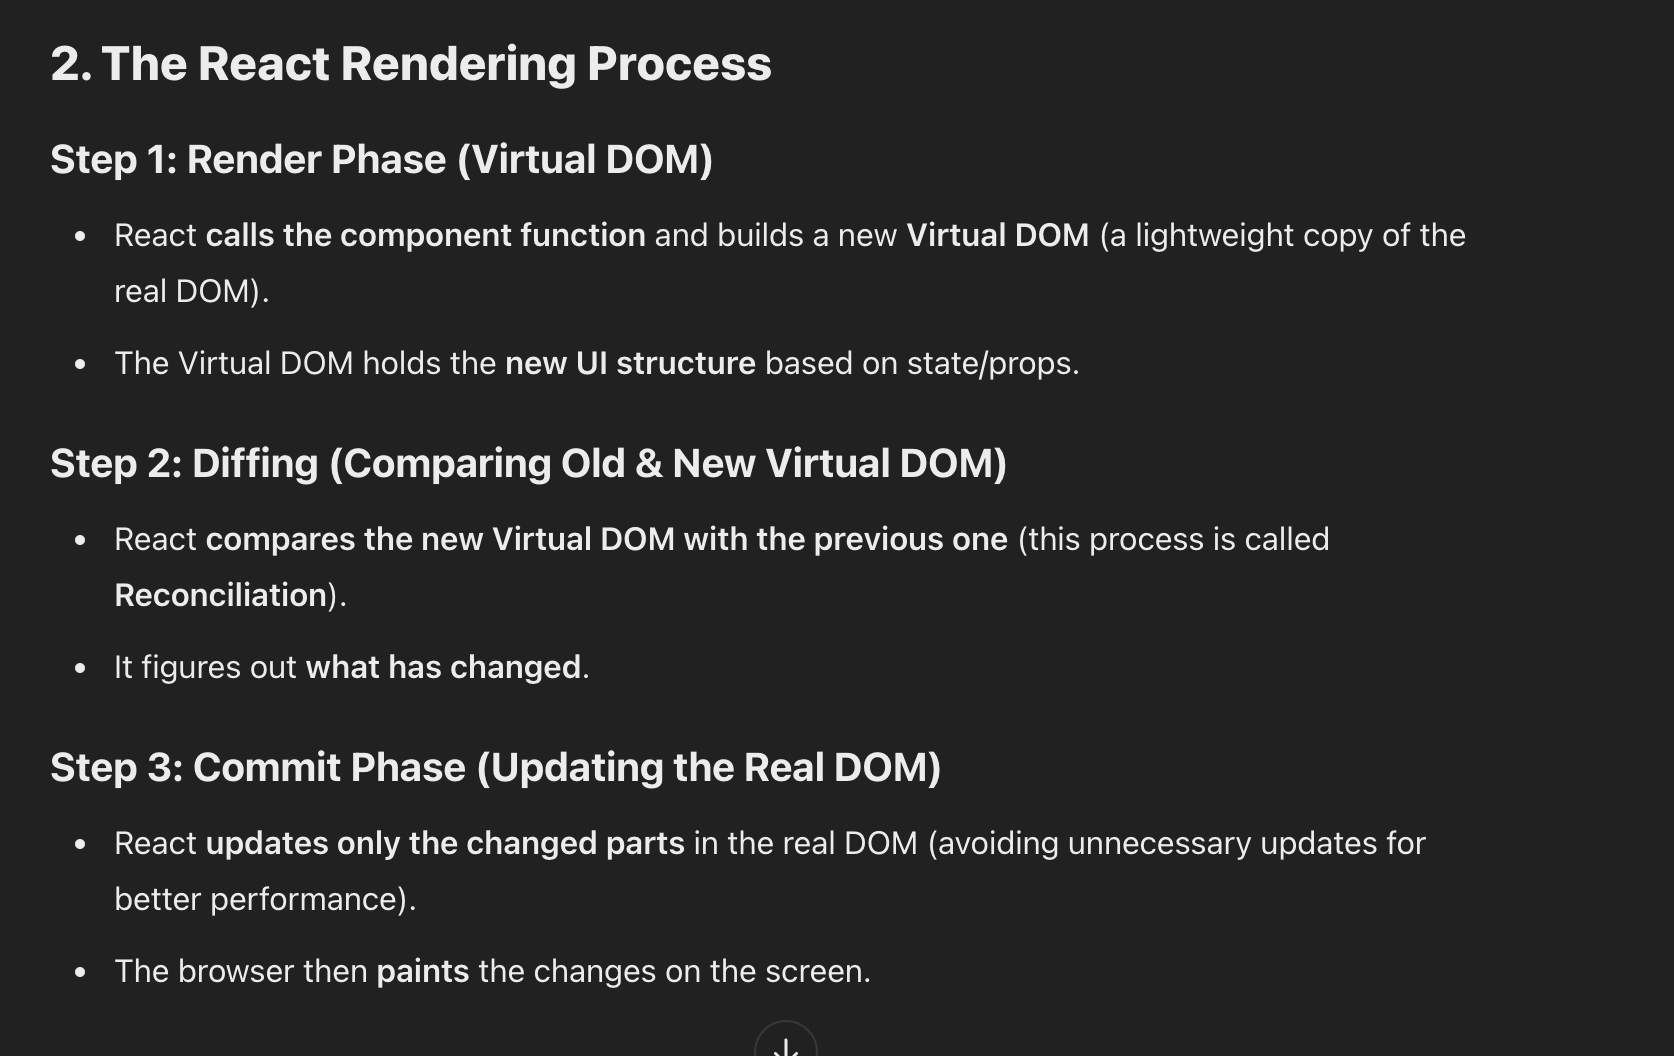 2. The React Rendering Process
Step 1: Render Phase (Virtual DOM)
• React calls the component function and builds a new Virtual DOM (a lightweight copy of the
real DOM).
• The Virtual DOM holds the new UI structure based on state/props.
Step 2: Diffing (Comparing Old & New Virtual DOM)
• React compares the new Virtual DOM with the previous one (this process is called
Reconciliation).
• It figures out what has changed.
Step 3: Commit Phase (Updating the Real DOM)
• React updates only the changed parts in the real DOM (avoiding unnecessary updates for
better performance).
• The browser then paints the changes on the screen.